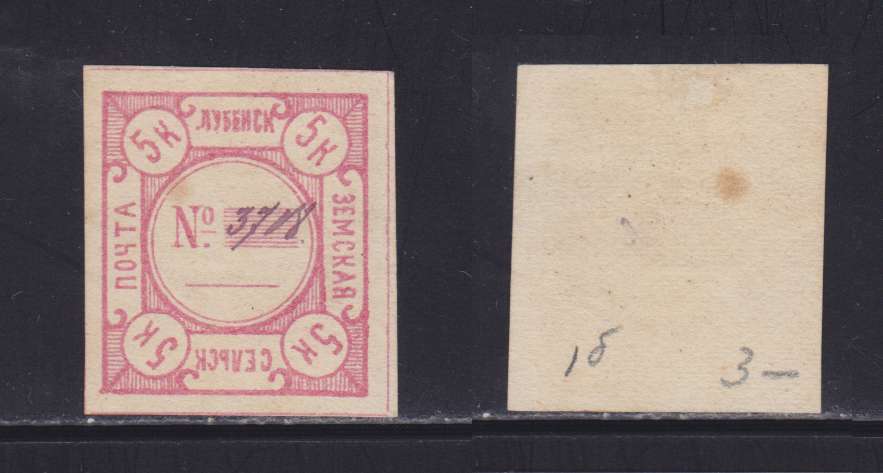 ЛУБЕНСК
5К
5К
ПОЧТА
№ 3718
ЗЕМСКАЯ
5К
5К
СЕЛЬСК
1б
3—